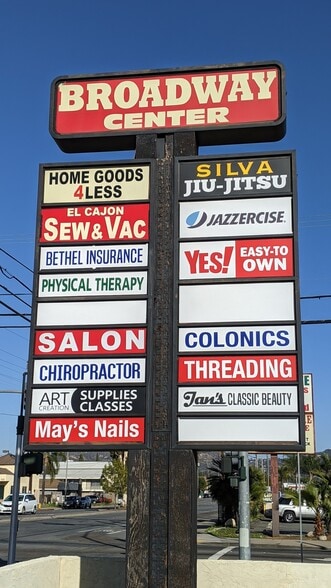 BROADWAY
CENTER
HOME GOODS
4LESS
EL CAJON
SEW & VAC
BETHEL INSURANCE
PHYSICAL THERAPY
SALON
CHIROPRACTOR
ART
CREATION
SUPPLIES
CLASSES
May's Nails
SILVA
JIU-JITSU
JAZZERCISE
YES!
EASY-TO
OWN
COLONICS
THREADING
Jan's CLASSIC BEAUTY